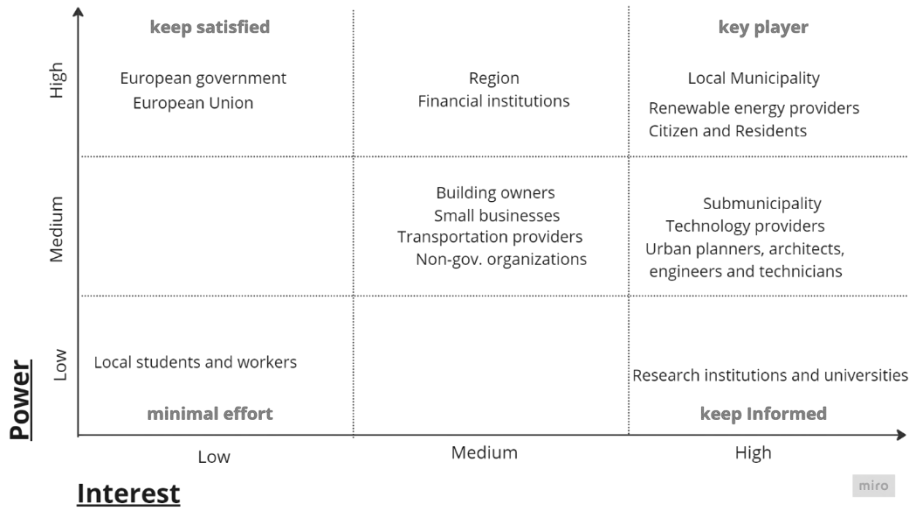 keep satisfied
key player
High
European government
European Union
Region
Financial institutions
Local Municipality
Renewable energy providers
Citizen and Residents
Medium
Building owners
Small businesses
Transportation providers
Non-gov. organizations
Submunicipality
Technology providers
Urban planners, architects,
engineers and technicians
Low
Local students and workers
Research institutions and universities
Power
minimal effort
keep Informed
Low
Medium
High
Interest
miro